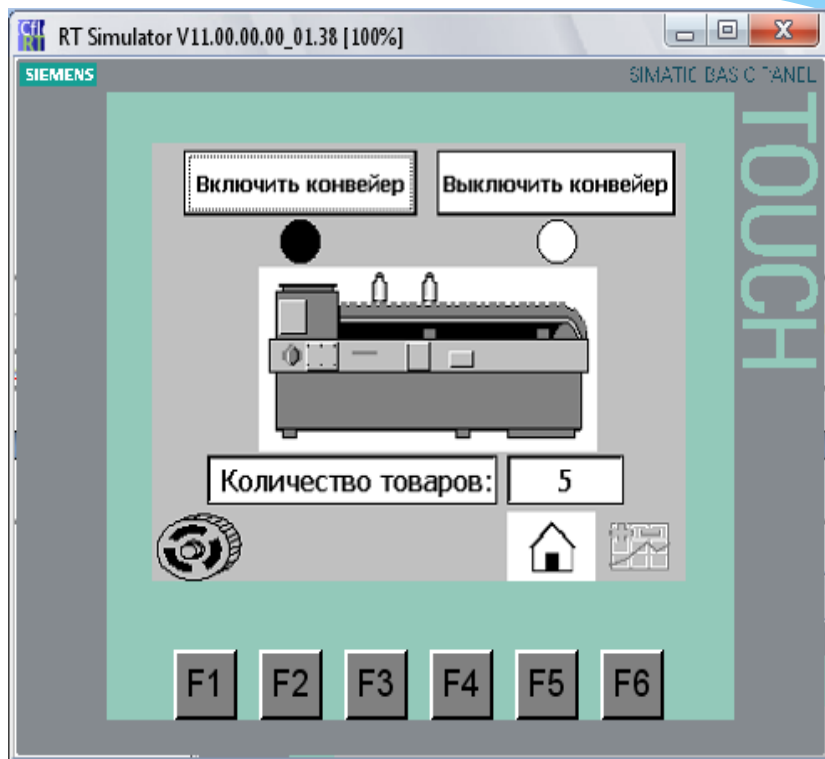 RT Simulator V11.00.00.00_01.38 [100%]
SIEMENS
SIMATIC BASIC PANEL
TOUCH
Включить конвейер
Выключить конвейер
Количество товаров:
5
F1
F2
F3
F4
F5
F6